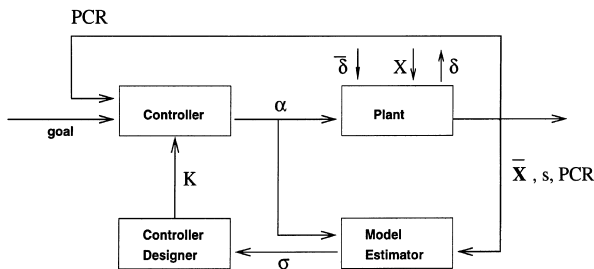 PCR
δ̅ X δ
Controller
α
Plant
goal
X̅ , s, PCR
K
Controller
Designer
σ
Model
Estimator